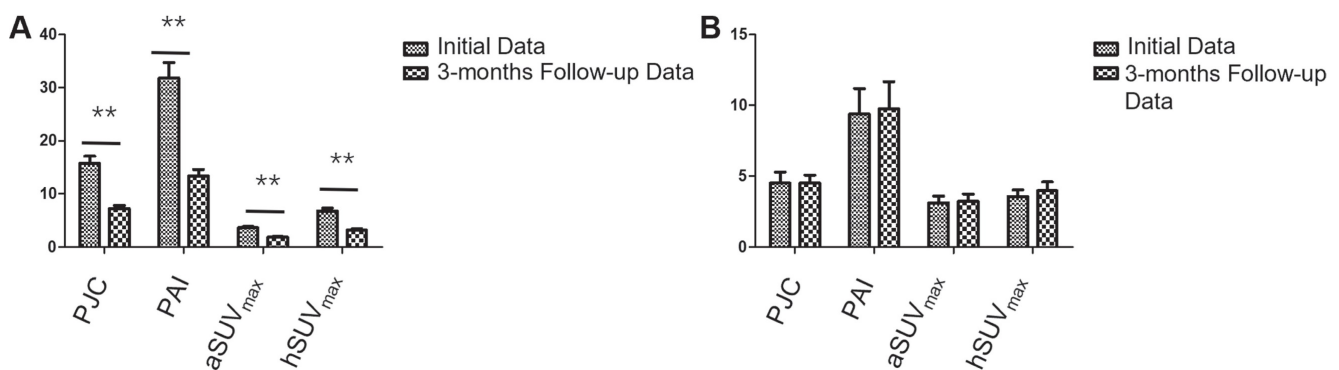 A
40
30
20
10
0
**
**
**
**
PJC
PAI
aSUVmax
hSUVmax
Initial Data
3-months Follow-up Data
B
15
10
5
0
PJC
PAI
aSUVmax
hSUVmax
Initial Data
3-months Follow-up
Data